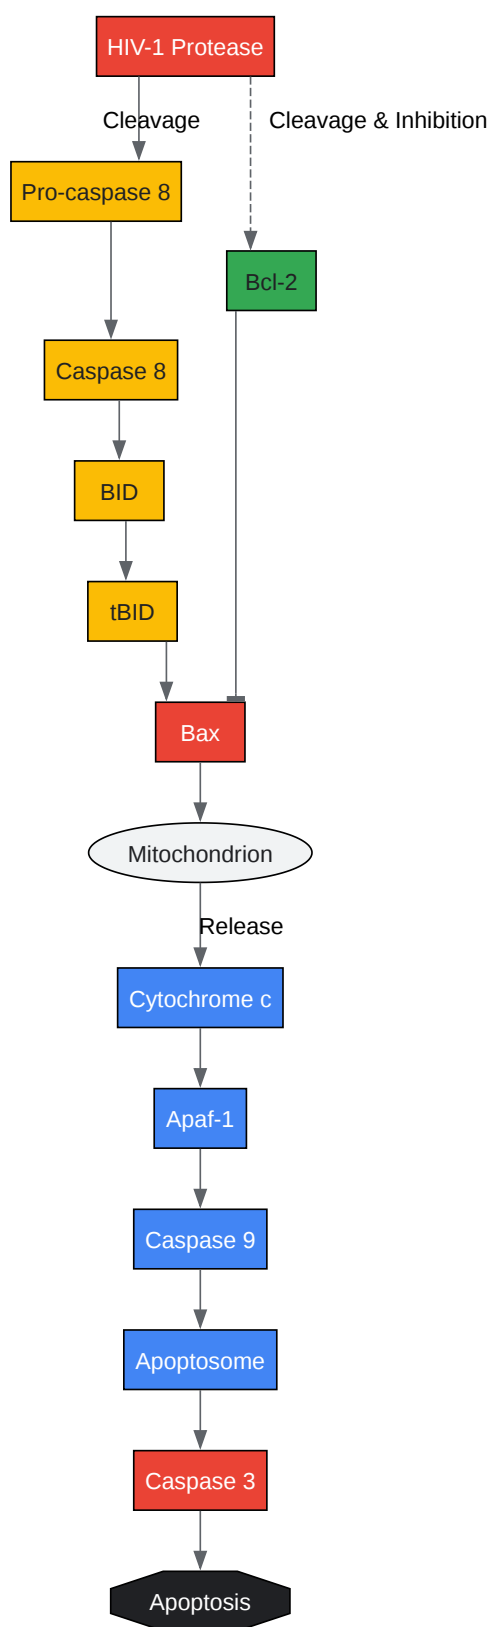 HIV-1 Protease
Cleavage
Cleavage & Inhibition
Pro-caspase 8
Bcl-2
Caspase 8
BID
tBID
Bax
Mitochondrion
Release
Cytochrome c
Apaf-1
Caspase 9
Apoptosome
Caspase 3
Apoptosis